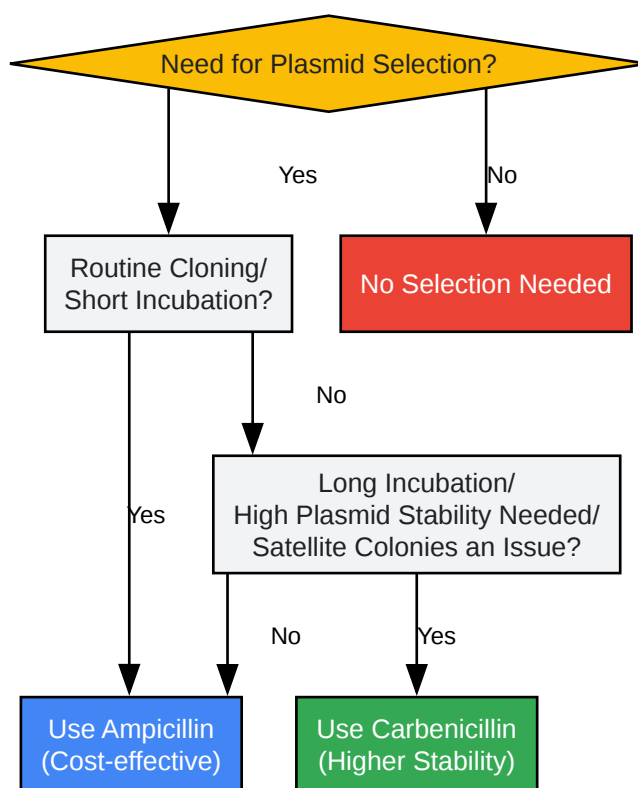 Need for Plasmid Selection?
Yes
No
Routine Cloning/
Short Incubation?
No Selection Needed
No
Long Incubation/
High Plasmid Stability Needed/
Satellite Colonies an Issue?
Yes
No
Yes
Use Ampicillin
(Cost-effective)
Use Carbenicillin
(Higher Stability)